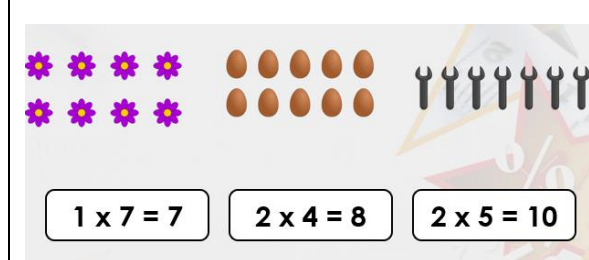 1 x 7 = 7
2 x 4 = 8
2 x 5 = 10